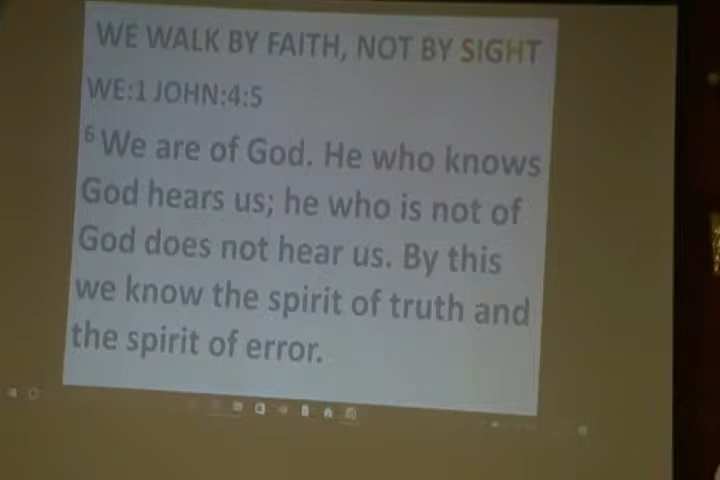 WE WALK BY FAITH, NOT BY SIGHT
WE:1 JOHN:4:5
6 We are of God. He who knows
God hears us; he who is not of
God does not hear us. By this
we know the spirit of truth and
the spirit of error.